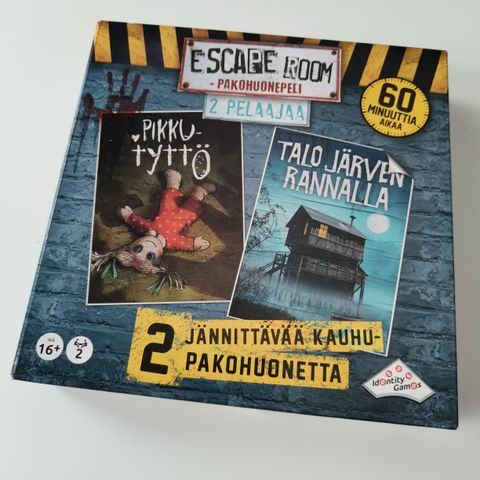 ESCAPE ROOM
- PAKOHUONEPELI -
2 PELAAJAA
60
MINUUTTIA
AIKAA
PIKKU-
TYTTÖ
TALO JÄRVEN
RANNALLA
2 JÄNNITTÄVÄÄ KAUHU-
PAKOHUONETTA
IKÄ
16+
2
Identity
Games